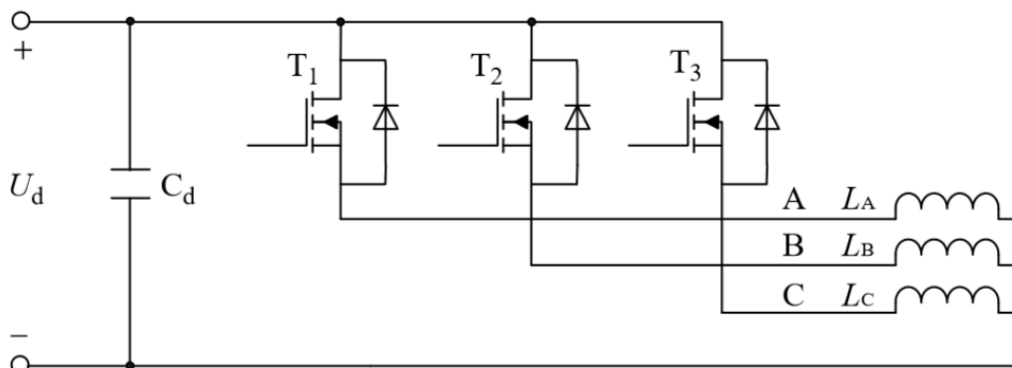 +
T1 T2 T3
Ud Cd
A LA
B LB
C LC
−